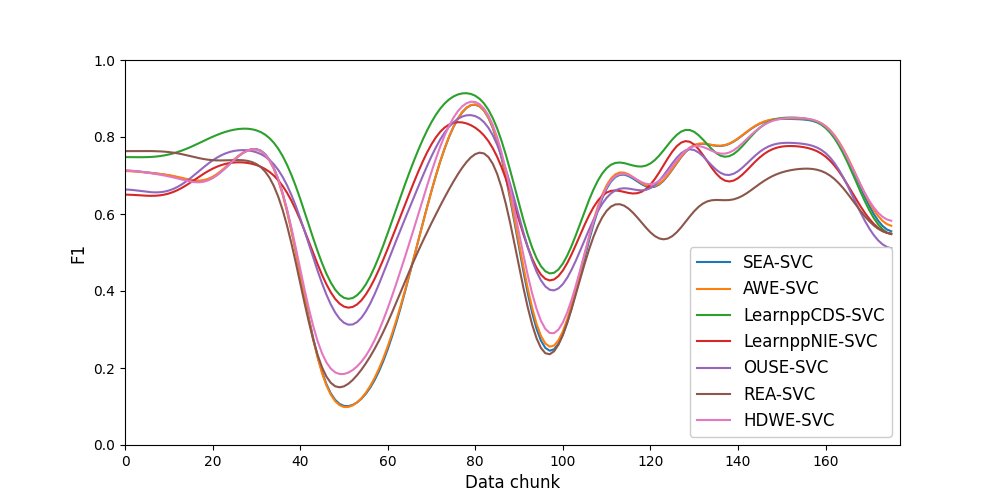 1.0
0.8
0.6
0.4
0.2
0.0
F1
0 20 40 60 80 100 120 140 160
Data chunk
SEA-SVC
AWE-SVC
LearnppCDS-SVC
LearnppNIE-SVC
OUSE-SVC
REA-SVC
HDWE-SVC